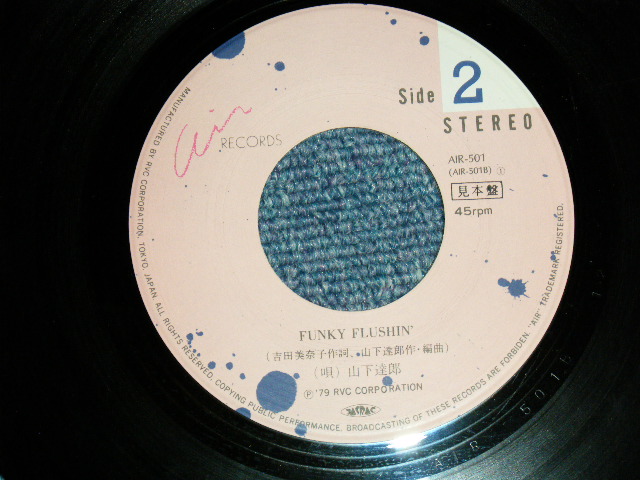 Side 2
STEREO
air
RECORDS
AIR-501
(AIR-501B) ①
見本盤
45rpm
FUNKY FLUSHIN'
(吉田美奈子作詞、山下達郎作・編曲)
(唄) 山下達郎
Ⓟ '79 RVC CORPORATION
JASRAC
MANUFACTURED BY RVC CORPORATION, TOKYO, JAPAN ALL RIGHTS RESERVED. COPYING PUBLIC PERFORMANCE, BROADCASTING OF THESE RECORDS ARE FORBIDEN. "AIR" TRADEMARK REGISTERED.